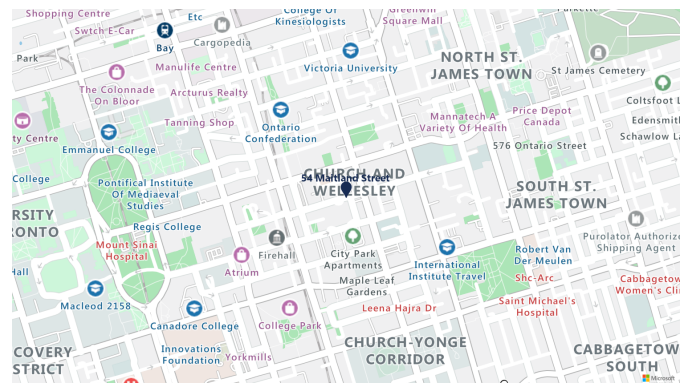 Shopping Centre
Swtch E-Car
Etc
College Of
Kinesiologists
Greenwin
Square Mall
Bay
Cargopedia
Park
Manulife Centre
Victoria University
NORTH ST.
JAMES TOWN
St James Cemetery
The Colonnade
On Bloor
Arcturus Realty
Coltsfoot L
ty Centre
Tanning Shop
Ontario
Confederation
Mannatech A
Variety Of Health
Price Depot
Canada
Edensmit
Schawlow La
Emmanuel College
576 Ontario Street
College
Pontifical Institute
Of Mediaeval
Studies
CHURCH AND
WELLESLEY
54 Maitland Street
SOUTH ST.
JAMES TOWN
RSITY
RONTO
Regis College
Mount Sinai
Hospital
Firehall
City Park
Apartments
Purolator Authorize
Shipping Agent
Hall
Atrium
International
Institute Travel
Robert Van
Der Meulen
Maple Leaf
Gardens
Shc-Arc
Cabbagetow
Women's Clin
Macleod 2158
Leena Hajra Dr
Saint Michael's
Hospital
Canadore College
College Park
COVERY
STRICT
Innovations
Foundation
Yorkmills
CHURCH-YONGE
CORRIDOR
CABBAGETOW
SOUTH
Microsoft